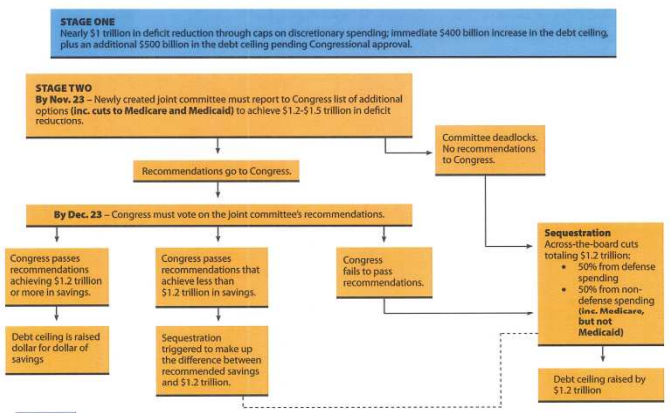 STAGE ONE
Nearly $1 trillion in deficit reduction through caps on discretionary spending; immediate $400 billion increase in the debt ceiling,
plus an additional $500 billion in the debt ceiling pending Congressional approval.
STAGE TWO
By Nov. 23 – Newly created joint committee must report to Congress list of additional
options (inc. cuts to Medicare and Medicaid) to achieve $1.2-$1.5 trillion in deficit
reductions.
Committee deadlocks.
No recommendations
to Congress.
Recommendations go to Congress.
By Dec. 23 – Congress must vote on the joint committee's recommendations.
Congress passes
recommendations
achieving $1.2 trillion
or more in savings.
Congress passes
recommendations that
achieve less than
$1.2 trillion in savings.
Congress
fails to pass
recommendations.
Sequestration
Across-the-board cuts
totaling $1.2 trillion:
• 50% from defense
spending
• 50% from non-
defense spending
(inc. Medicare,
but not
Medicaid)
Debt ceiling is raised
dollar for dollar of
savings
Sequestration
triggered to make up
the difference between
recommended savings
and $1.2 trillion.
Debt ceiling raised by
$1.2 trillion